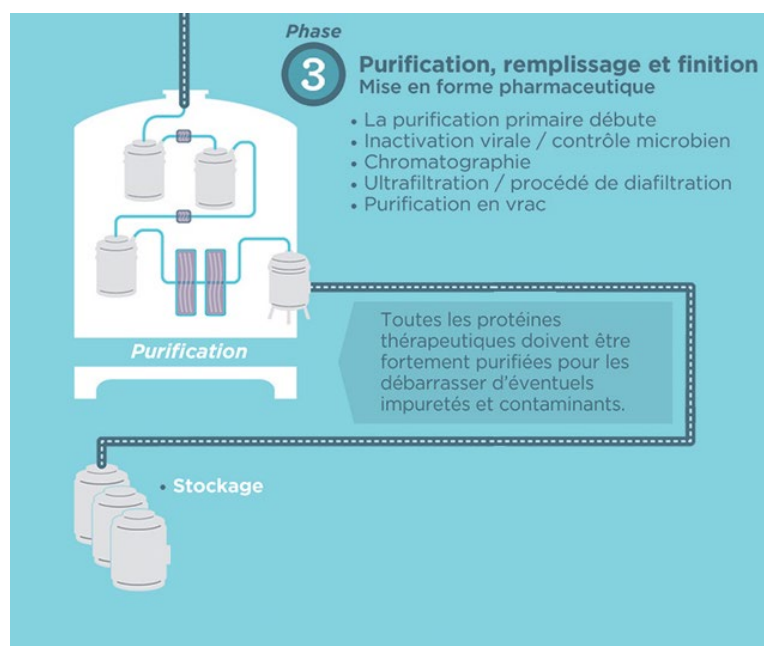 Phase
3
Purification, remplissage et finition
Mise en forme pharmaceutique
• La purification primaire débute
• Inactivation virale / contrôle microbien
• Chromatographie
• Ultrafiltration / procédé de diafiltration
• Purification en vrac
Purification
Toutes les protéines
thérapeutiques doivent être
fortement purifiées pour les
débarrasser d'éventuels
impuretés et contaminants.
• Stockage